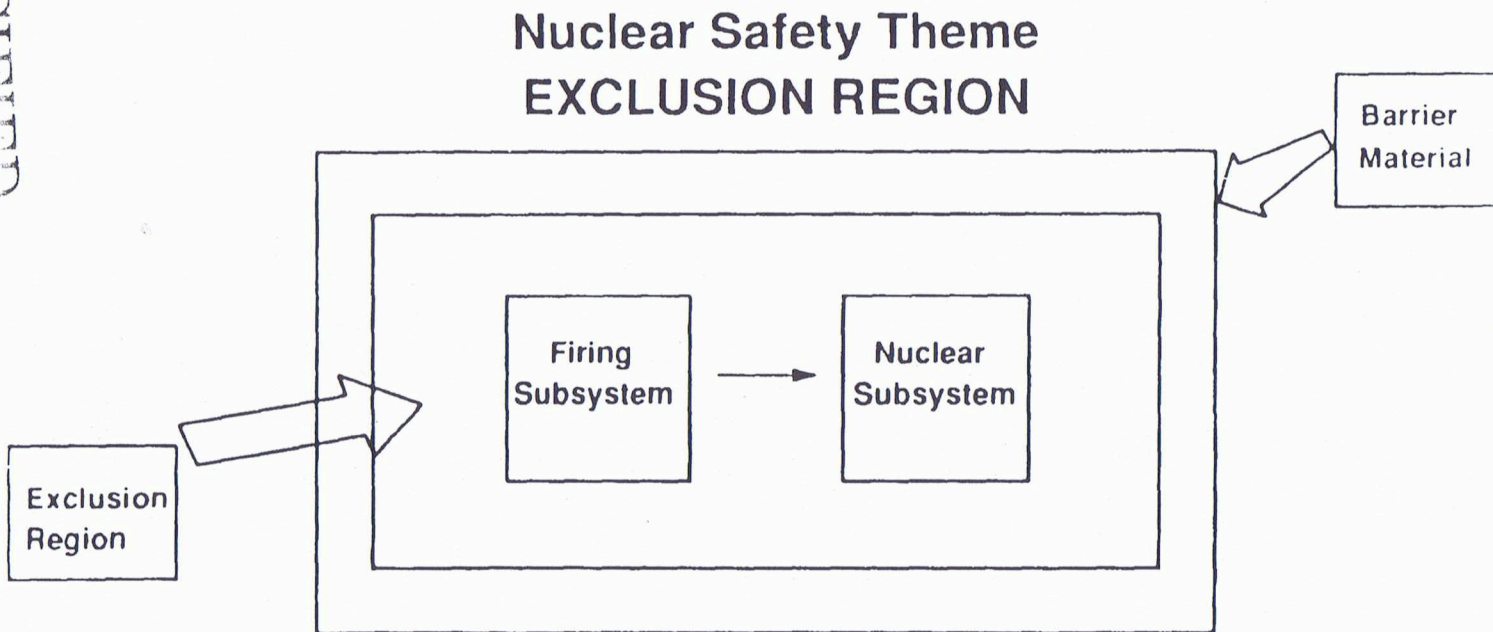 Nuclear Safety Theme
EXCLUSION REGION
Barrier
Material
Firing
Subsystem
Nuclear
Subsystem
Exclusion
Region